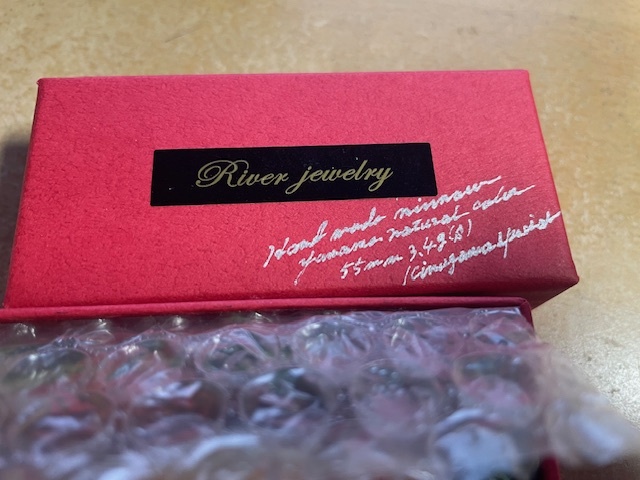 River jewelry
Hand made minnow
Yamame natural color
55mm 3.4g (S)